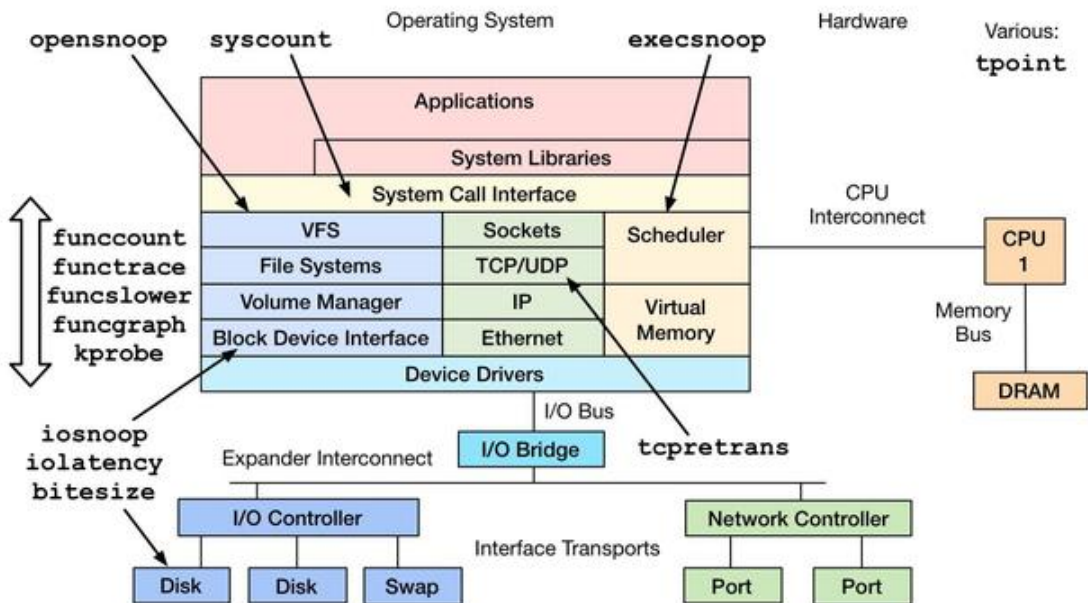 Operating System
Hardware
Various:
opensnoop
syscount
execsnoop
tpoint
Applications
System Libraries
System Call Interface
CPU
Interconnect
VFS
Sockets
Scheduler
funccount
functrace
funcslower
funcgraph
kprobe
File Systems
TCP/UDP
CPU
1
Volume Manager
IP
Virtual
Memory
Memory
Bus
Block Device Interface
Ethernet
Device Drivers
DRAM
I/O Bus
iosnoop
iolatency
bitesize
I/O Bridge
tcpretrans
Expander Interconnect
I/O Controller
Network Controller
Interface Transports
Disk
Disk
Swap
Port
Port